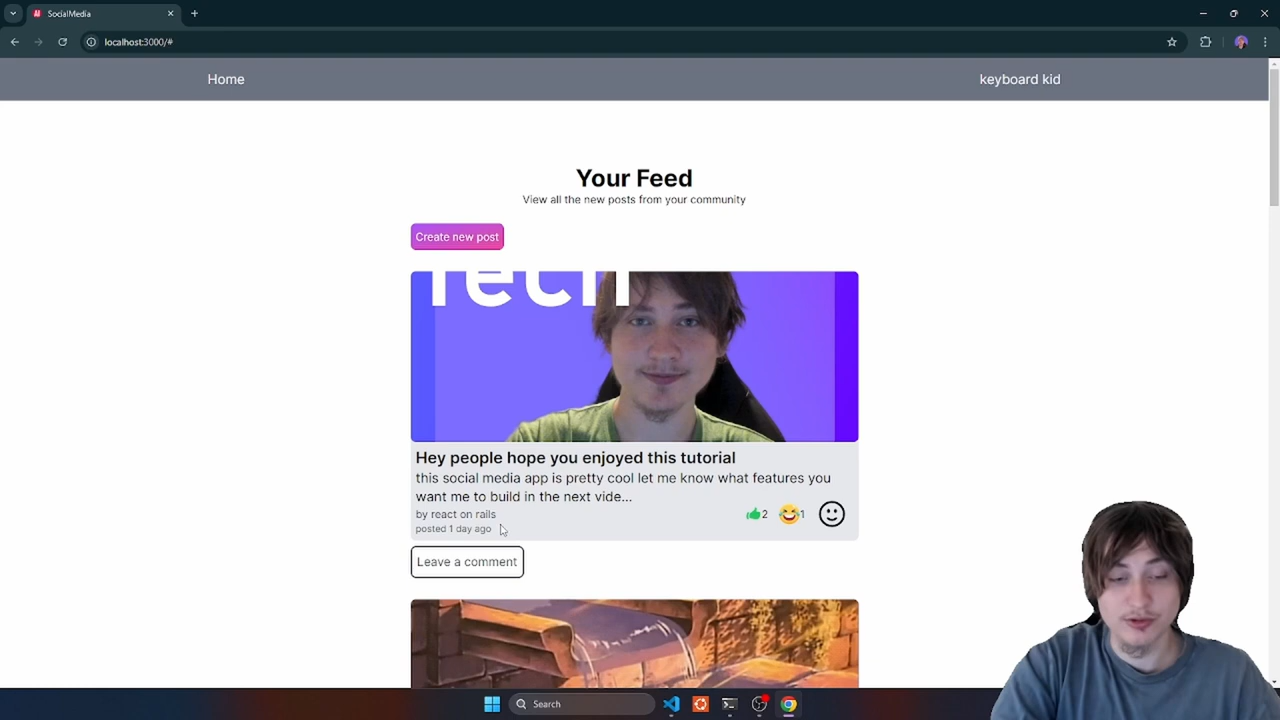 SocialMedia
localhost:3000/#
Home
keyboard kid
Your Feed
View all the new posts from your community
Create new post
Tech
Hey people hope you enjoyed this tutorial
this social media app is pretty cool let me know what features you
want me to build in the next vide...
by react on rails
2
1
posted 1 day ago
Leave a comment
Search